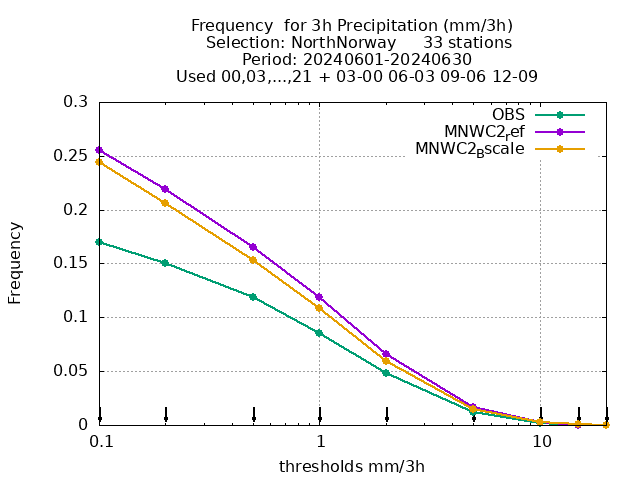 Frequency  for 3h Precipitation (mm/3h)
Selection: NorthNorway     33 stations
Period: 20240601-20240630
Used 00,03,...,21 + 03-00 06-03 09-06 12-09
0.3
0.25
0.2
0.15
0.1
0.05
0
Frequency
OBS
MNWC2ref
MNWC2Bscale
0.1
1
10
thresholds mm/3h